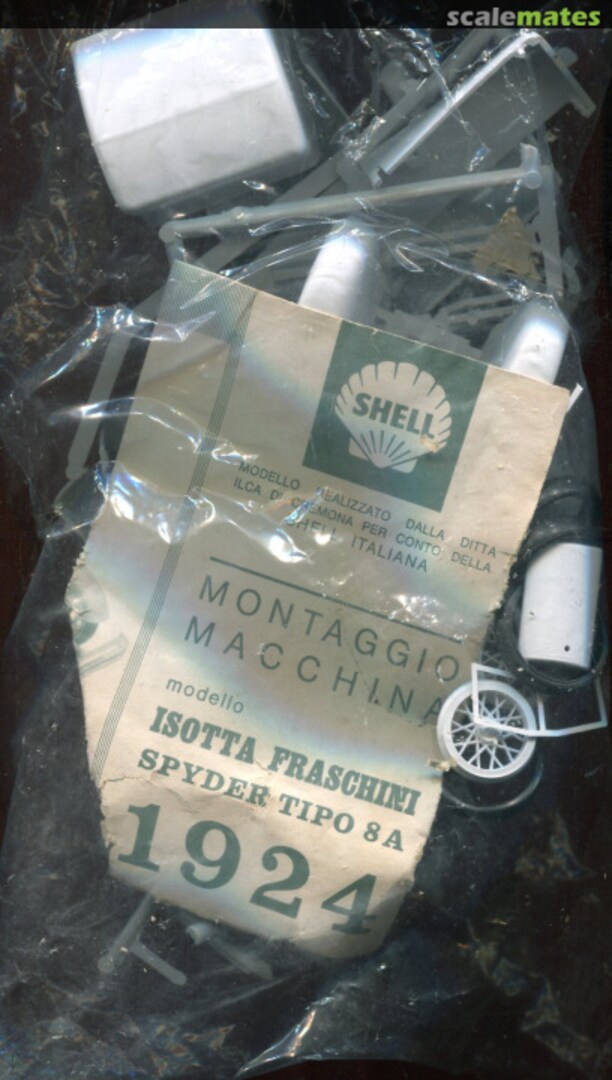 scalemates
SHELL
MODELLO REALIZZATO DALLA DITTA
ILCA DI CREMONA PER CONTO DELLA
SHELL ITALIANA
MONTAGGIO
MACCHINA
modello
ISOTTA FRASCHINI
SPYDER TIPO 8A
1924